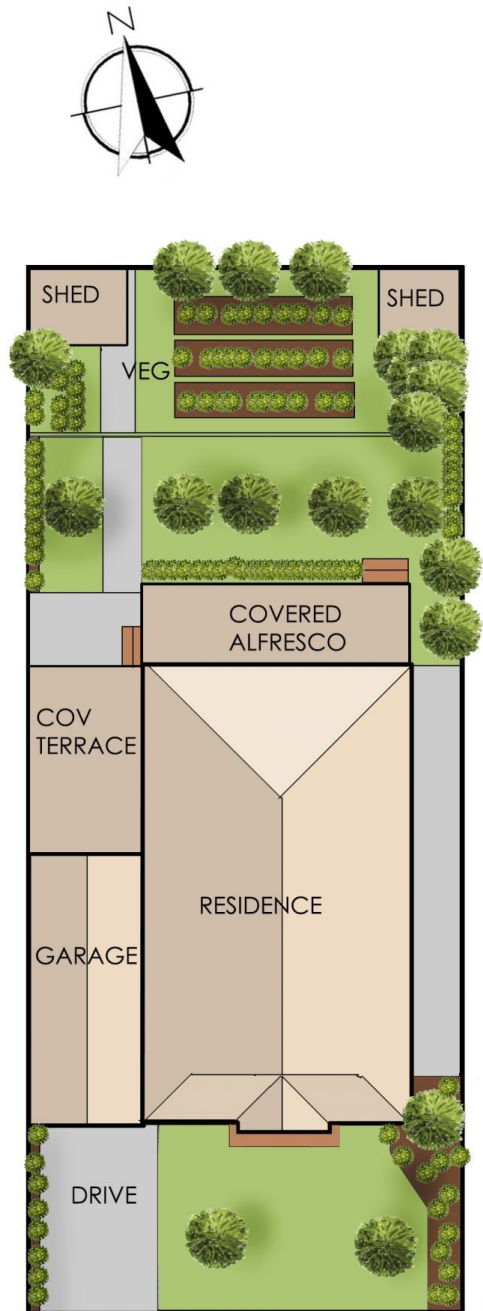 N
SHED
SHED
VEG
COVERED
ALFRESCO
COV
TERRACE
RESIDENCE
GARAGE
DRIVE